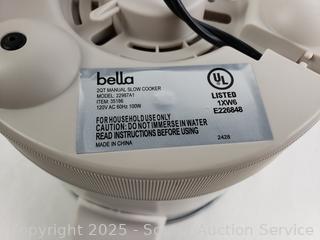 bella
2QT MANUAL SLOW COOKER
MODEL: 22987A1
ITEM: 35186
120V AC 60Hz 100W
UL
LISTED
1XW6
E226848
FOR HOUSEHOLD USE ONLY
CAUTION: DO NOT IMMERSE IN WATER
READ INSTRUCTIONS BEFORE USING
MADE IN CHINA
2428
Copyright 2025 - Sohn Auction Service